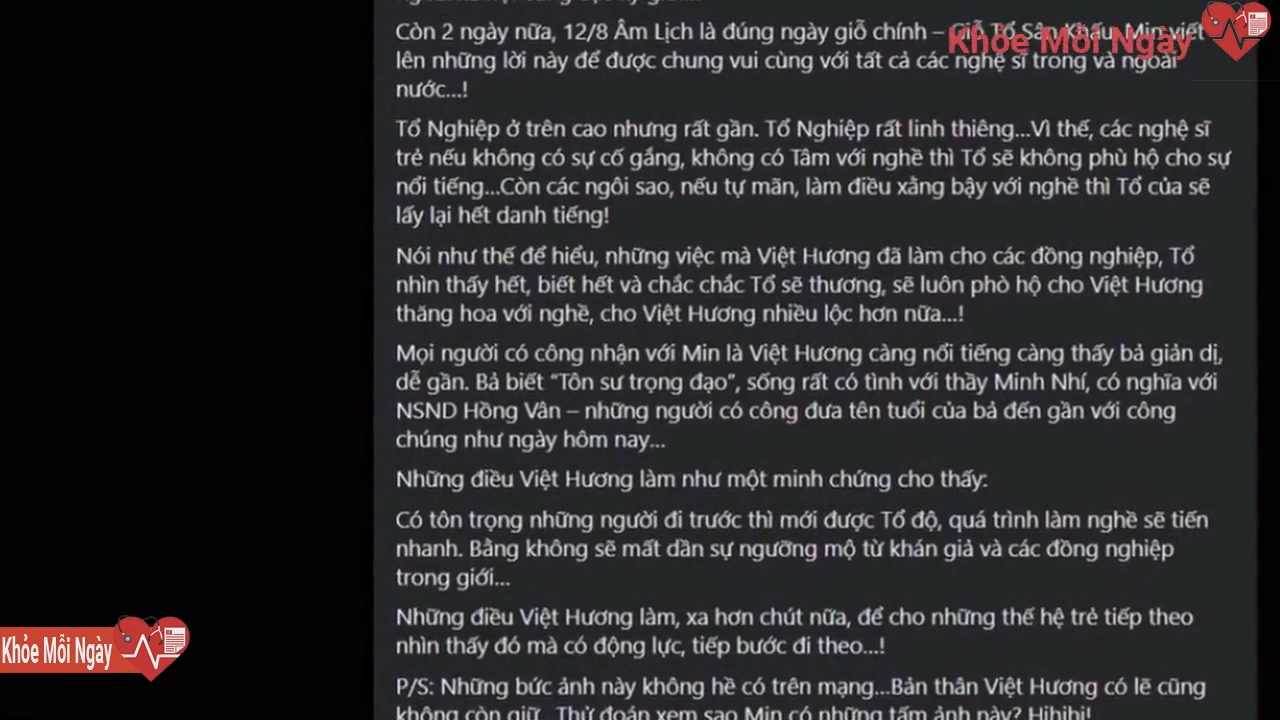 Còn 2 ngày nữa, 12/8 Âm Lịch là đúng ngày giỗ chính – Giỗ Tổ Sân Khấu. Min viết
Khỏe Mỗi Ngày
lên những lời này để được chung vui cùng với tất cả các nghệ sĩ trong và ngoài
nước...!
Tổ Nghiệp ở trên cao nhưng rất gần. Tổ Nghiệp rất linh thiêng...Vì thế, các nghệ sĩ
trẻ nếu không có sự cố gắng, không có Tâm với nghề thì Tổ sẽ không phù hộ cho sự
nổi tiếng...Còn các ngôi sao, nếu tự mãn, làm điều xằng bậy với nghề thì Tổ của sẽ
lấy lại hết danh tiếng!
Nói như thế để hiểu, những việc mà Việt Hương đã làm cho các đồng nghiệp, Tổ
nhìn thấy hết, biết hết và chắc chắc Tổ sẽ thương, sẽ luôn phò hộ cho Việt Hương
thăng hoa với nghề, cho Việt Hương nhiều lộc hơn nữa...!
Mọi người có công nhận với Min là Việt Hương càng nổi tiếng càng thấy bả giản dị,
dễ gần. Bả biết “Tôn sư trọng đạo”, sống rất có tình với thầy Minh Nhí, có nghĩa với
NSND Hồng Vân – những người có công đưa tên tuổi của bả đến gần với công
chúng như ngày hôm nay...
Những điều Việt Hương làm như một minh chứng cho thấy:
Có tôn trọng những người đi trước thì mới được Tổ độ, quá trình làm nghề sẽ tiến
nhanh. Bằng không sẽ mất dần sự ngưỡng mộ từ khán giả và các đồng nghiệp
trong giới...
Những điều Việt Hương làm, xa hơn chút nữa, để cho những thế hệ trẻ tiếp theo
nhìn thấy đó mà có động lực, tiếp bước đi theo...!
Khỏe Mỗi Ngày
P/S: Những bức ảnh này không hề có trên mạng...Bản thân Việt Hương có lẽ cũng
không còn giữ. Thử đoán xem sao Min có những tấm ảnh này? Hihihi!